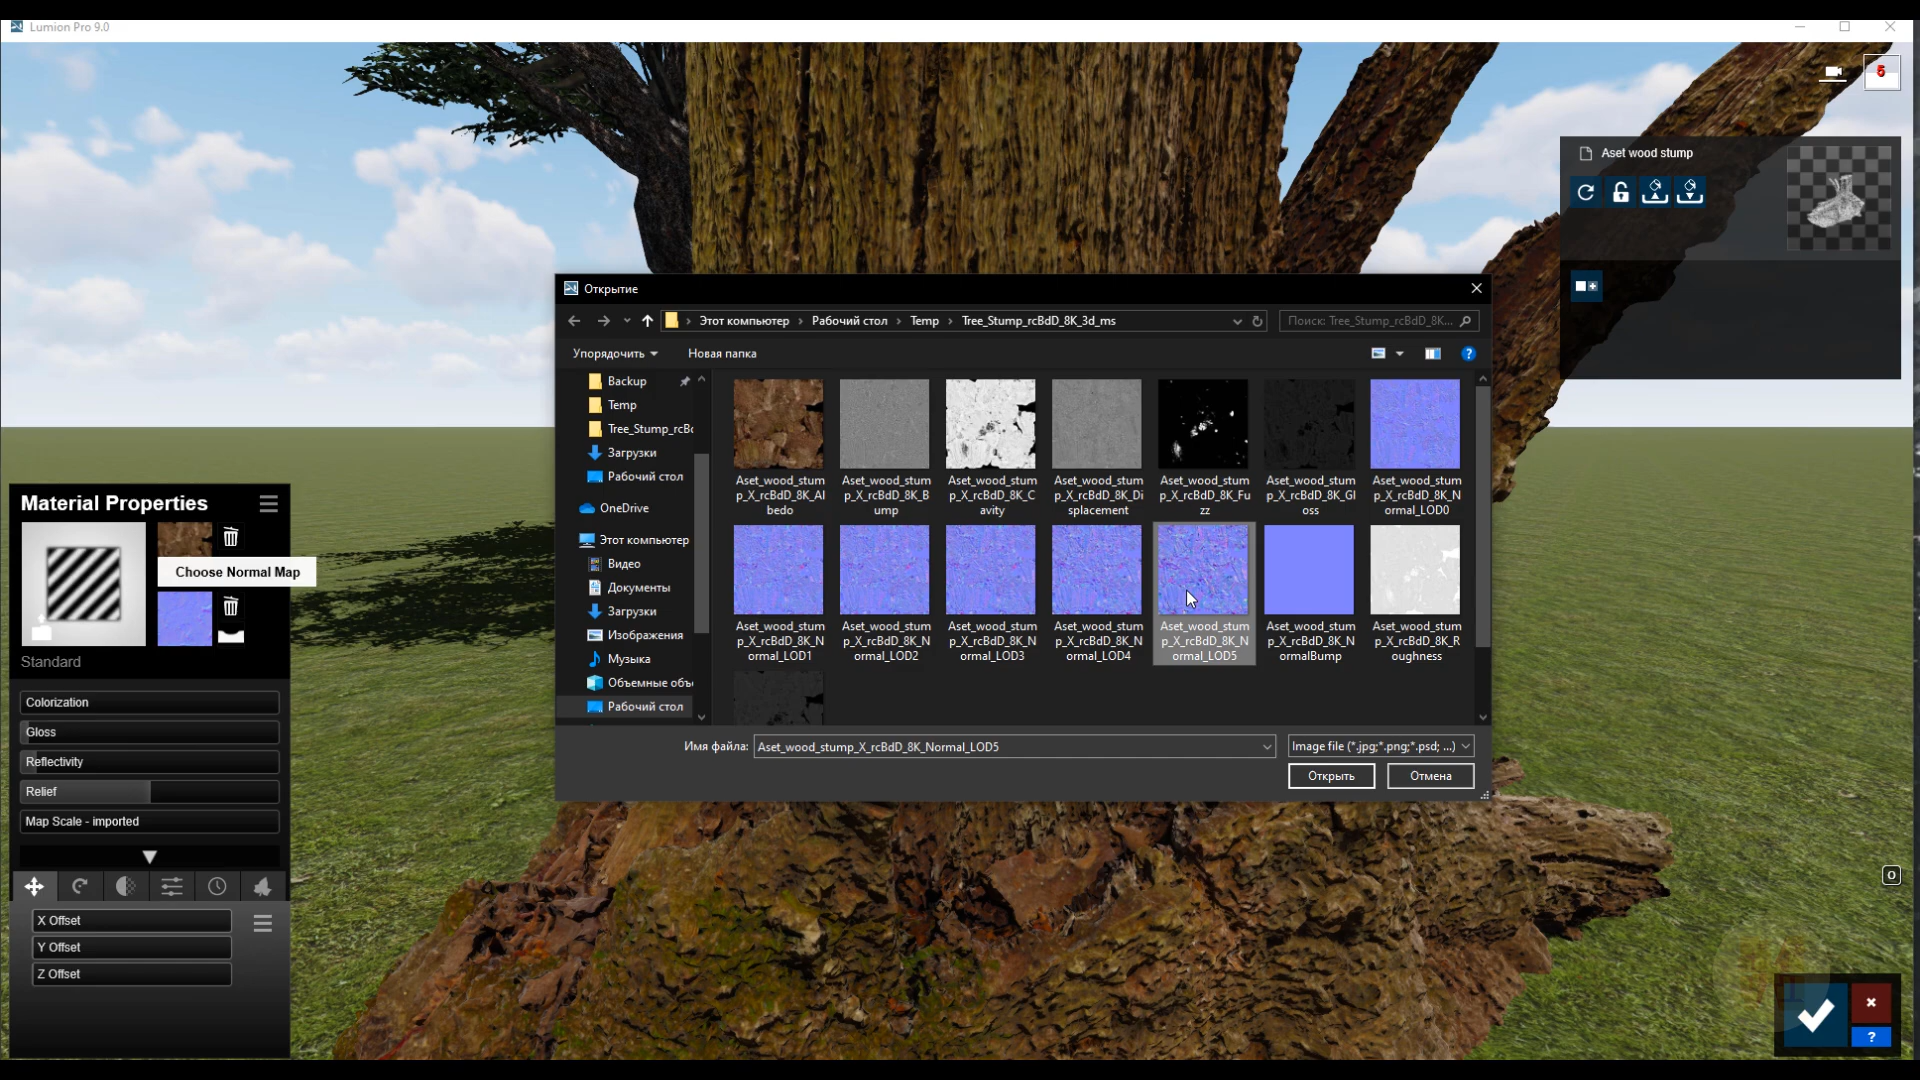 Lumion Pro 9.0
5
Aset wood stump
Открытие
Этот компьютер › Рабочий стол › Temp › Tree_Stump_rcBdD_8K_3d_ms
Поиск: Tree_Stump_rcBdD_8K...
Упорядочить
Новая папка
?
Backup
Temp
Tree_Stump_rcBd
Загрузки
Рабочий стол
OneDrive
Этот компьютер
Видео
Документы
Загрузки
Изображения
Музыка
Объемные объе
Рабочий стол
Aset_wood_stum
p_X_rcBdD_8K_Al
bedo
Aset_wood_stum
p_X_rcBdD_8K_B
ump
Aset_wood_stum
p_X_rcBdD_8K_C
avity
Aset_wood_stum
p_X_rcBdD_8K_Di
splacement
Aset_wood_stum
p_X_rcBdD_8K_Fu
zz
Aset_wood_stum
p_X_rcBdD_8K_Gl
oss
Aset_wood_stum
p_X_rcBdD_8K_N
ormal_LOD0
Aset_wood_stum
p_X_rcBdD_8K_N
ormal_LOD1
Aset_wood_stum
p_X_rcBdD_8K_N
ormal_LOD2
Aset_wood_stum
p_X_rcBdD_8K_N
ormal_LOD3
Aset_wood_stum
p_X_rcBdD_8K_N
ormal_LOD4
Aset_wood_stum
p_X_rcBdD_8K_N
ormal_LOD5
Aset_wood_stum
p_X_rcBdD_8K_N
ormalBump
Aset_wood_stum
p_X_rcBdD_8K_R
oughness
Имя файла:
Aset_wood_stump_X_rcBdD_8K_Normal_LOD5
Image file (*.jpg;*.png;*.psd; ...)
Открыть
Отмена
Material Properties
Choose Normal Map
Standard
Colorization
Gloss
Reflectivity
Relief
Map Scale - imported
X Offset
Y Offset
Z Offset
O
?